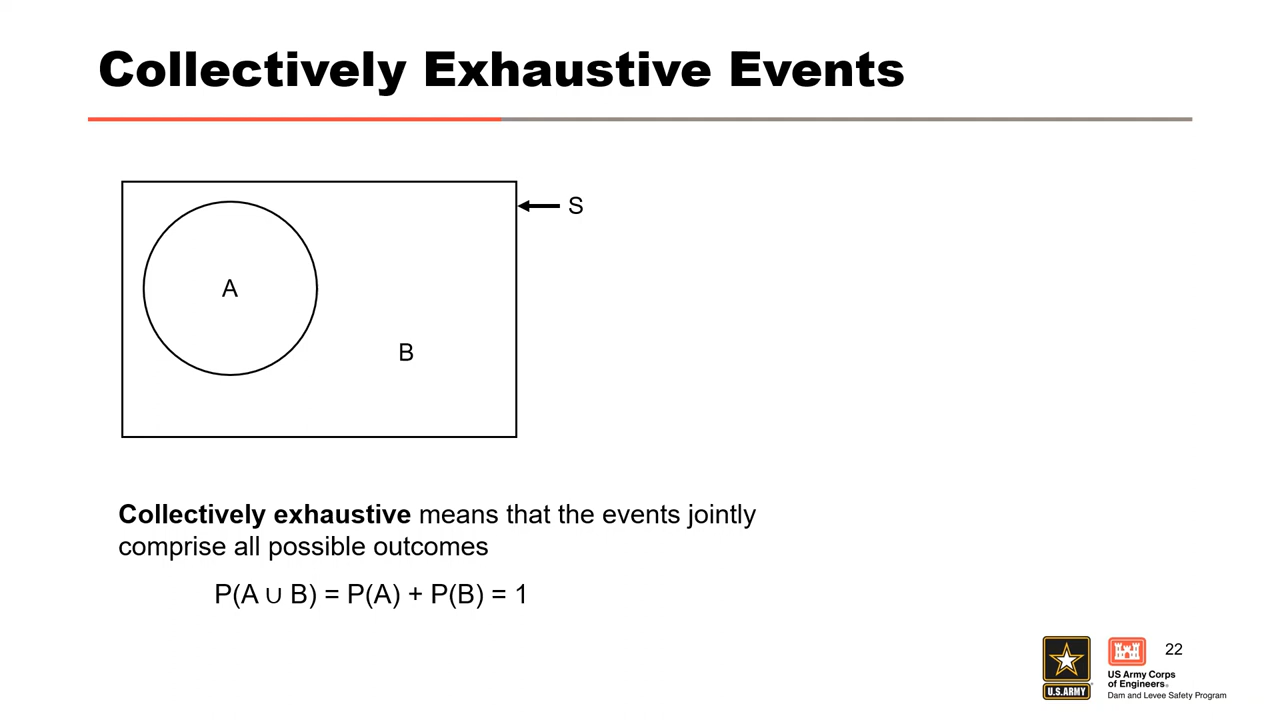 Collectively Exhaustive Events
S
A
B
Collectively exhaustive means that the events jointly
comprise all possible outcomes
P(A ∪ B) = P(A) + P(B) = 1
22
U.S.ARMY
US Army Corps
of Engineers®
Dam and Levee Safety Program